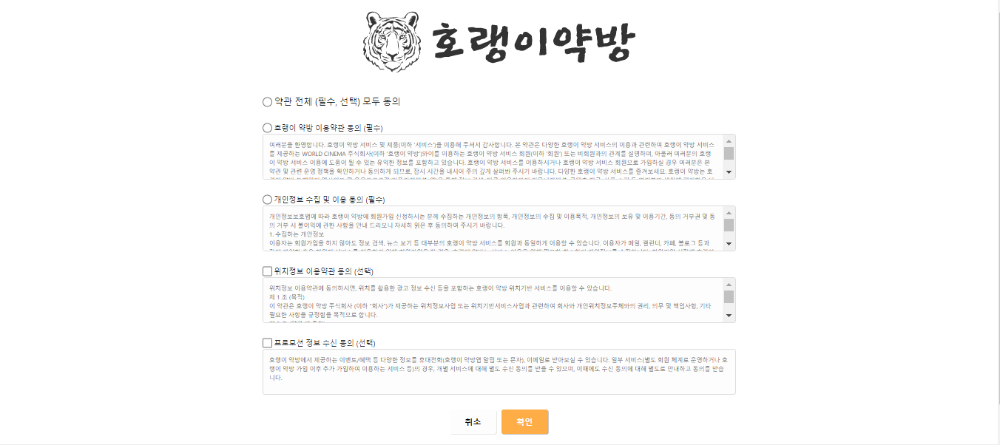 호랭이약방
약관 전체 (필수, 선택) 모두 동의
호랭이 약방 이용약관 동의 (필수)
여러분을 환영합니다. 호랭이 약방 서비스 및 제품(이하 '서비스')을 이용해 주셔서 감사합니다. 본 약관은 다양한 호랭이 약방 서비스의 이용과 관련하여 호랭이 약방 서비스
를 제공하는 WORLD CINEMA 주식회사(이하 '호랭이 약방')와이를 이용하는 호랭이 약방 서비스 회원(이하 '회원') 또는 비회원과의 관계를 설명하며, 아울러 여러분의 호랭
이 약방 서비스 이용에 도움이 될 수 있는 유익한 정보를 포함하고 있습니다. 호랭이 약방 서비스를 이용하시거나 호랭이 약방 서비스 회원으로 가입하실 경우 여러분은 본
약관 및 관련 운영 정책을 확인하거나 동의하게 되므로, 잠시 시간을 내시어 주의 깊게 살펴봐 주시기 바랍니다. 다양한 호랭이 약방 서비스를 즐겨보세요. 호랭이 약방는 호
개인정보 수집 및 이용 동의 (필수)
개인정보보호법에 따라 호랭이 약방에 회원가입 신청하시는 분께 수집하는 개인정보의 항목, 개인정보의 수집 및 이용목적, 개인정보의 보유 및 이용기간, 동의 거부권 및 동
의 거부 시 불이익에 관한 사항을 안내 드리오니 자세히 읽은 후 동의하여 주시기 바랍니다.
1. 수집하는 개인정보
이용자는 회원가입을 하지 않아도 정보 검색, 뉴스 보기 등 대부분의 호랭이 약방 서비스를 회원과 동일하게 이용할 수 있습니다. 이용자가 메일, 캘린더, 카페, 블로그 등과
위치정보 이용약관 동의 (선택)
위치정보 이용약관에 동의하시면, 위치를 활용한 광고 정보 수신 등을 포함하는 호랭이 약방 위치기반 서비스를 이용할 수 있습니다.
제 1 조 (목적)
이 약관은 호랭이 약방 주식회사 (이하 "회사")가 제공하는 위치정보사업 또는 위치기반서비스사업과 관련하여 회사와 개인위치정보주체와의 권리, 의무 및 책임사항, 기타
필요한 사항을 규정함을 목적으로 합니다.
프로모션 정보 수신 동의 (선택)
호랭이 약방에서 제공하는 이벤트/혜택 등 다양한 정보를 휴대전화(호랭이 약방앱 알림 또는 문자), 이메일로 받아보실 수 있습니다. 일부 서비스(별도 회원 체계로 운영하거나 호
랭이 약방 가입 이후 추가 가입하여 이용하는 서비스 등)의 경우, 개별 서비스에 대해 별도 수신 동의를 받을 수 있으며, 이때에도 수신 동의에 대해 별도로 안내하고 동의를 받습
니다.
취소 확인